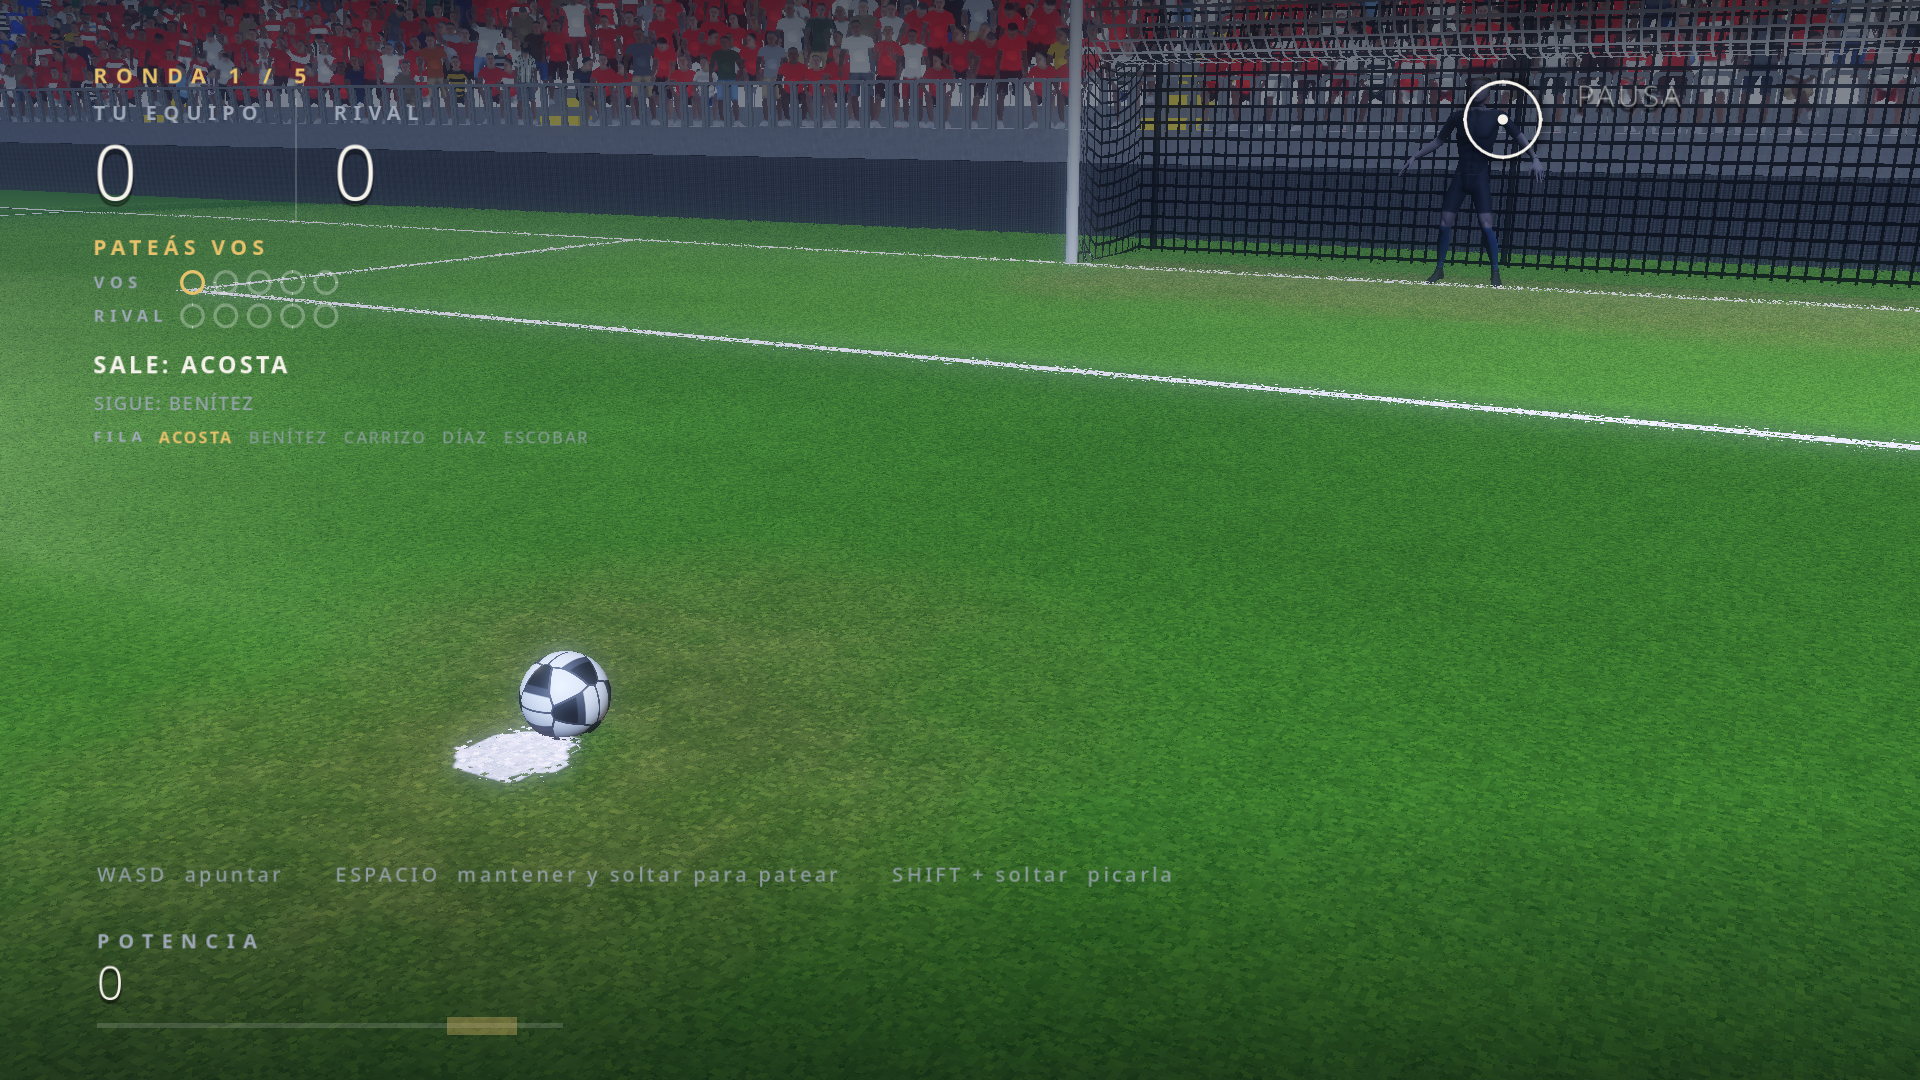 RONDA 1 / 5
TU EQUIPO RIVAL
0 0
PATEÁS VOS
VOS
RIVAL
SALE: ACOSTA
SIGUE: BENÍTEZ
FILA ACOSTA BENÍTEZ CARRIZO DÍAZ ESCOBAR
PAUSA
WASD apuntar ESPACIO mantener y soltar para patear SHIFT + soltar picarla
POTENCIA
0